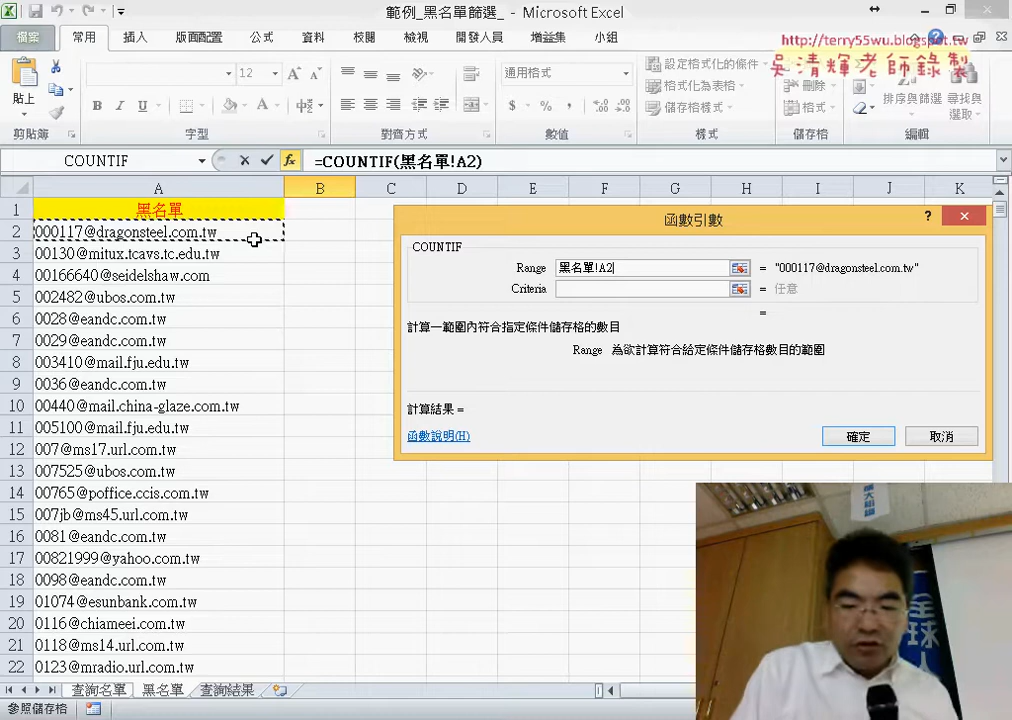 範例_黑名單篩選_ - Microsoft Excel
檔案 常用 插入 版面配置 公式 資料 校閱 檢視 開發人員 增益集 小組
http://terry55wu.blogspot.tw
吳清輝老師錄製
貼上
12
通用格式
設定格式化的條件
格式化為表格
儲存格樣式
刪除
格式
排序與篩選 尋找與選取
剪貼簿 字型 對齊方式 數值 樣式 儲存格 編輯
COUNTIF =COUNTIF(黑名單!A2)
A B C D E F G H I J K
1 黑名單
2 000117@dragonsteel.com.tw
3 00130@mitux.tcavs.tc.edu.tw
4 00166640@seidelshaw.com
5 002482@ubos.com.tw
6 0028@eandc.com.tw
7 0029@eandc.com.tw
8 003410@mail.fju.edu.tw
9 0036@eandc.com.tw
10 00440@mail.china-glaze.com.tw
11 005100@mail.fju.edu.tw
12 007@ms17.url.com.tw
13 007525@ubos.com.tw
14 00765@poffice.ccis.com.tw
15 007jb@ms45.url.com.tw
16 0081@eandc.com.tw
17 00821999@yahoo.com.tw
18 0098@eandc.com.tw
19 01074@esunbank.com.tw
20 0116@chiameei.com.tw
21 0118@ms14.url.com.tw
22 0123@mradio.url.com.tw
函數引數
COUNTIF
Range 黑名單!A2 = "000117@dragonsteel.com.tw"
Criteria = 任意
=
計算一範圍內符合指定條件儲存格的數目
Range 為欲計算符合給定條件儲存格數目的範圍
計算結果 =
函數說明(H)
確定 取消
全球人
查詢名單 黑名單 查詢結果
參照儲存格